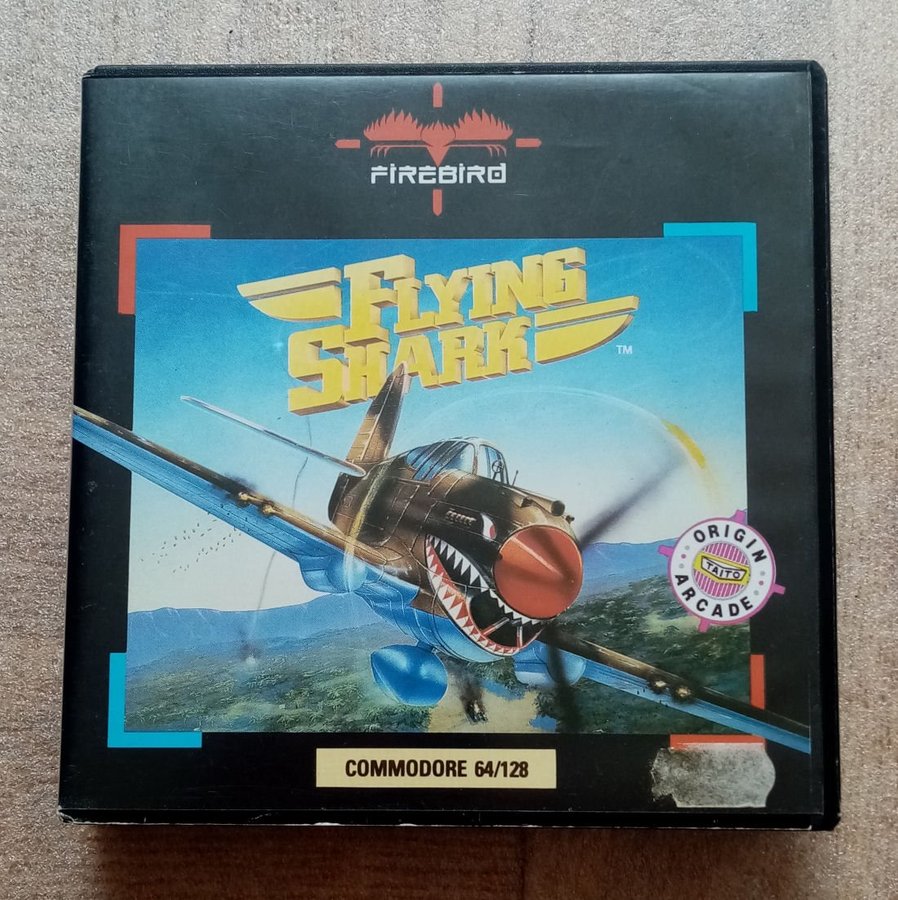 FIREBIRD
FLYING
SHARK
TM
ORIGIN
TAITO
ARCADE
COMMODORE 64/128